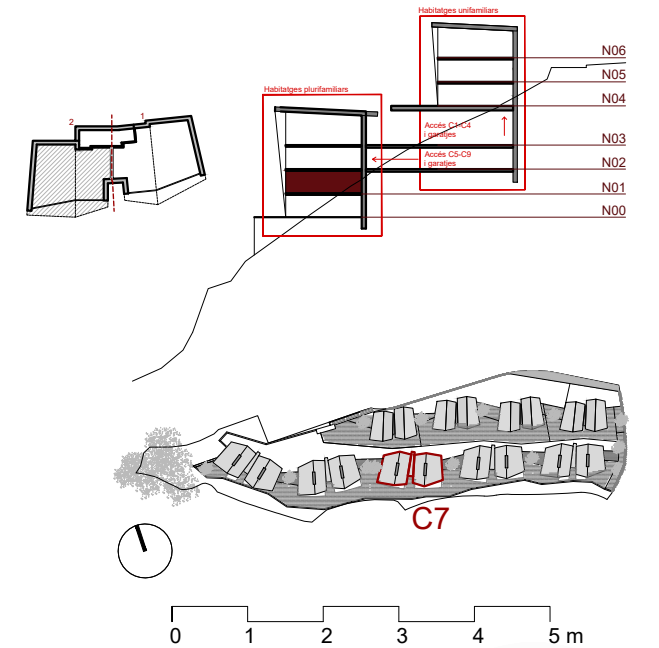 Habitatges unifamiliars
N06
N05
N04
Habitatges plurifamiliars
Accés C1-C4
i garatjes
N03
Accés C5-C9
i garatjes
N02
N01
N00
2
1
C7
0
1
2
3
4
5 m